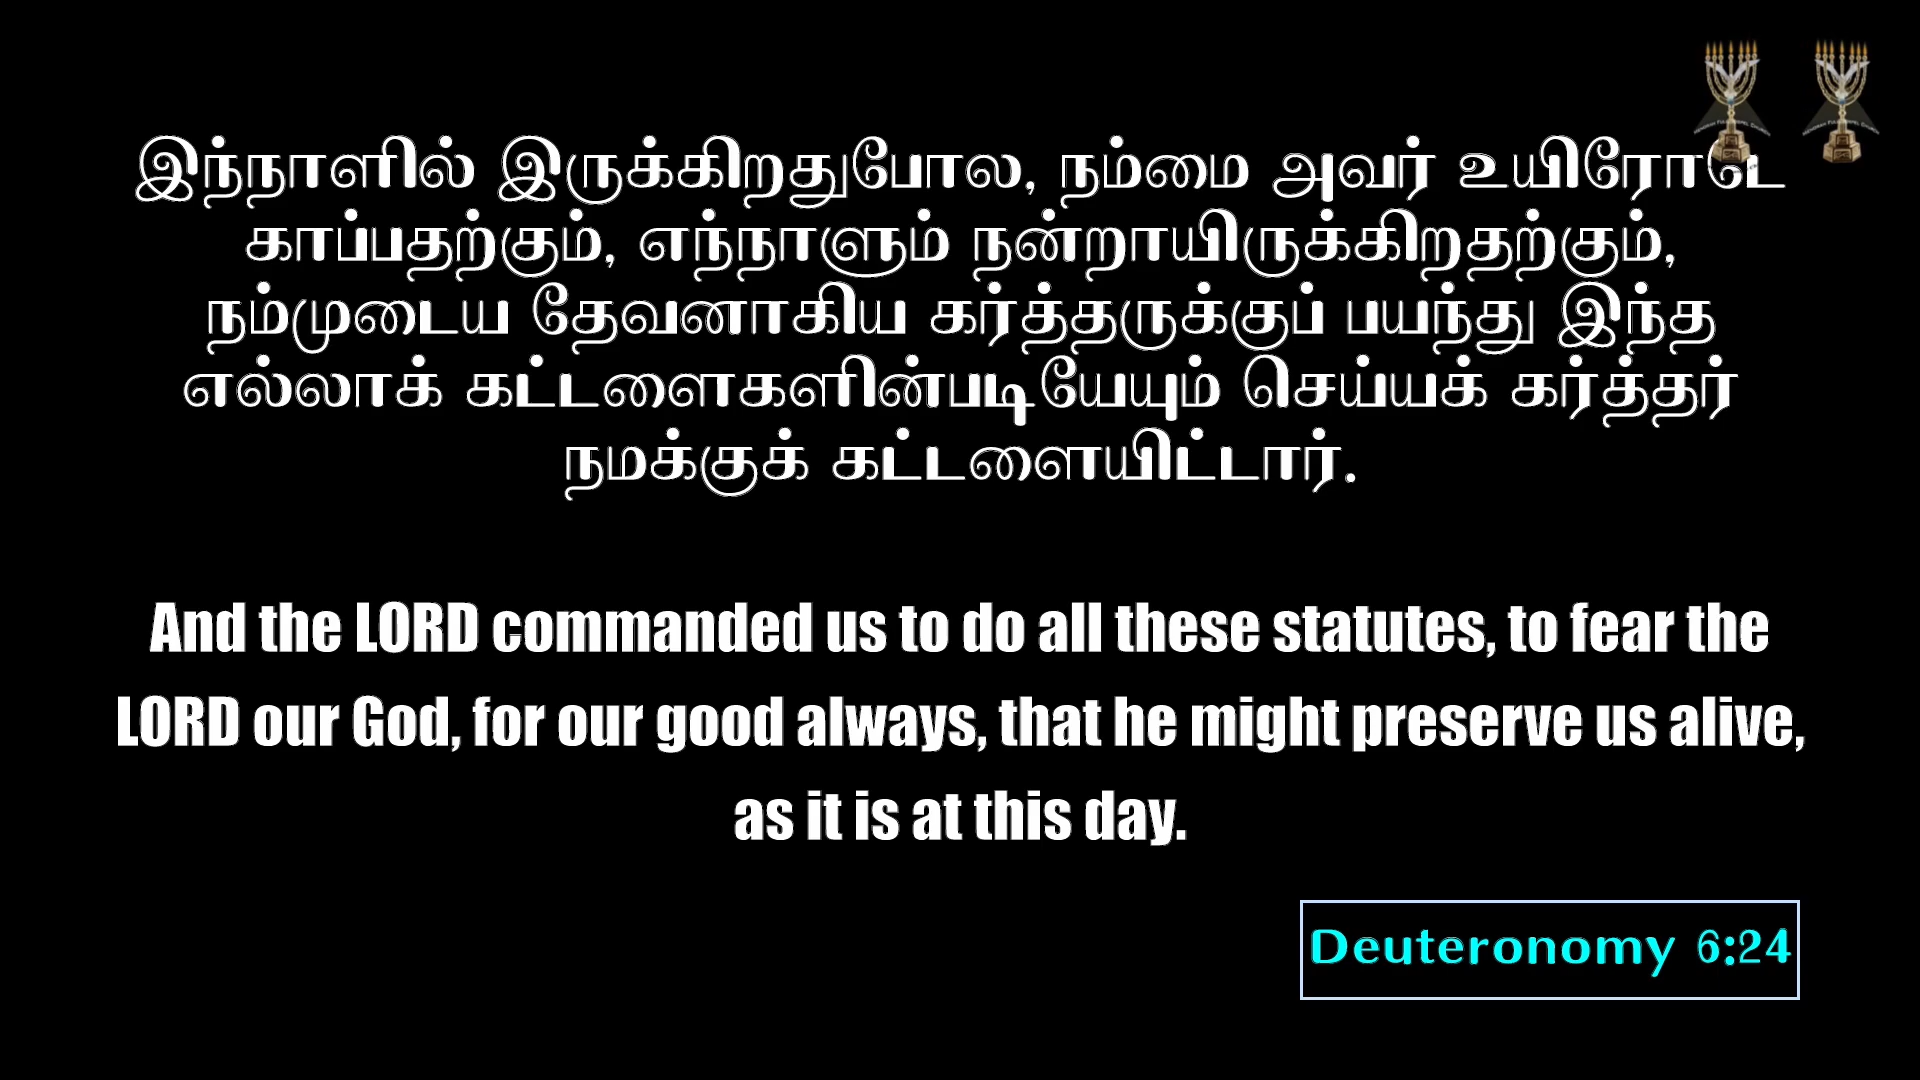 இந்நாளில் இருக்கிறதுபோல, நம்மை அவர் உயிரோடே
காப்பதற்கும், எந்நாளும் நன்றாயிருக்கிறதற்கும்,
நம்முடைய தேவனாகிய கர்த்தருக்குப் பயந்து இந்த
எல்லாக் கட்டளைகளின்படியேயும் செய்யக் கர்த்தர்
நமக்குக் கட்டளையிட்டார்.
And the LORD commanded us to do all these statutes, to fear the
LORD our God, for our good always, that he might preserve us alive,
as it is at this day.
Deuteronomy 6:24